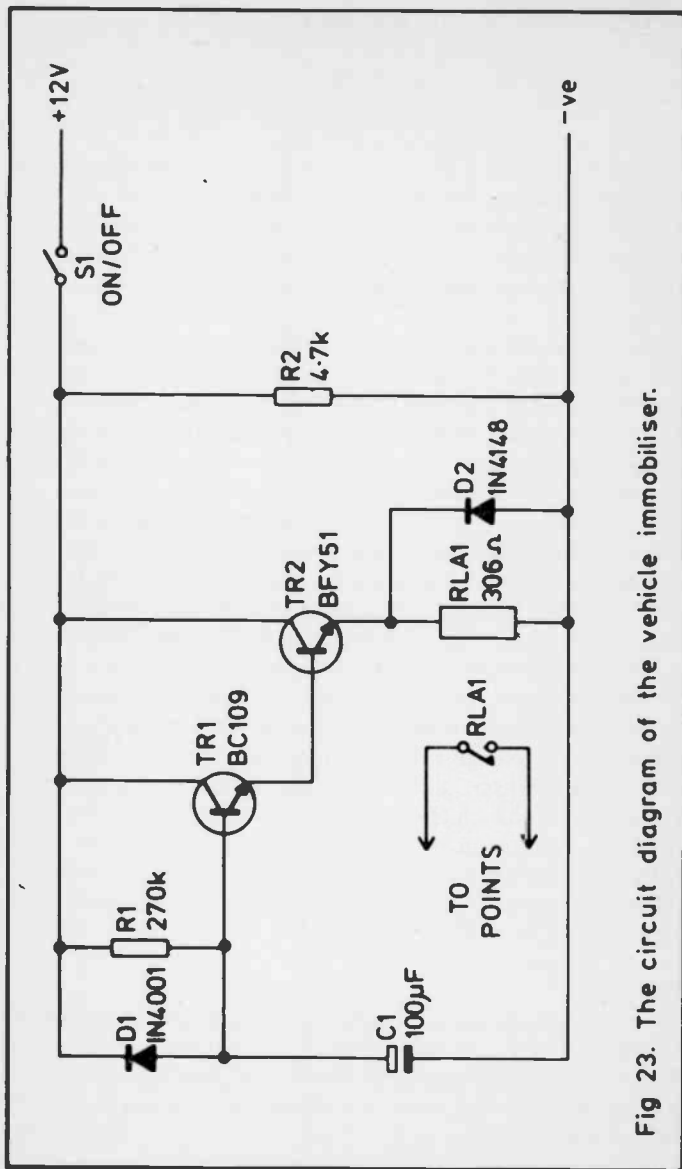 +12V
S1
ON/OFF
R2
4·7k
D2
1N4148
TR2
BFY51
RLA1
306Ω
TR1
BC109
RLA1
R1
270k
D1
1N4001
TO
POINTS
C1
100µF
-ve
Fig 23. The circuit diagram of the vehicle immobiliser.